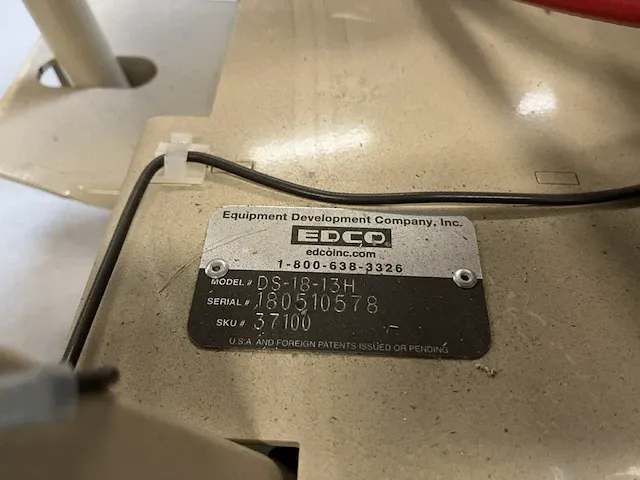 Equipment Development Company, Inc.
EDCO
edcoinc.com
1-800-638-3326
MODEL # DS-18-13H
SERIAL # 180510578
SKU # 37100
U.S.A AND FOREIGN PATENTS ISSUED OR PENDING